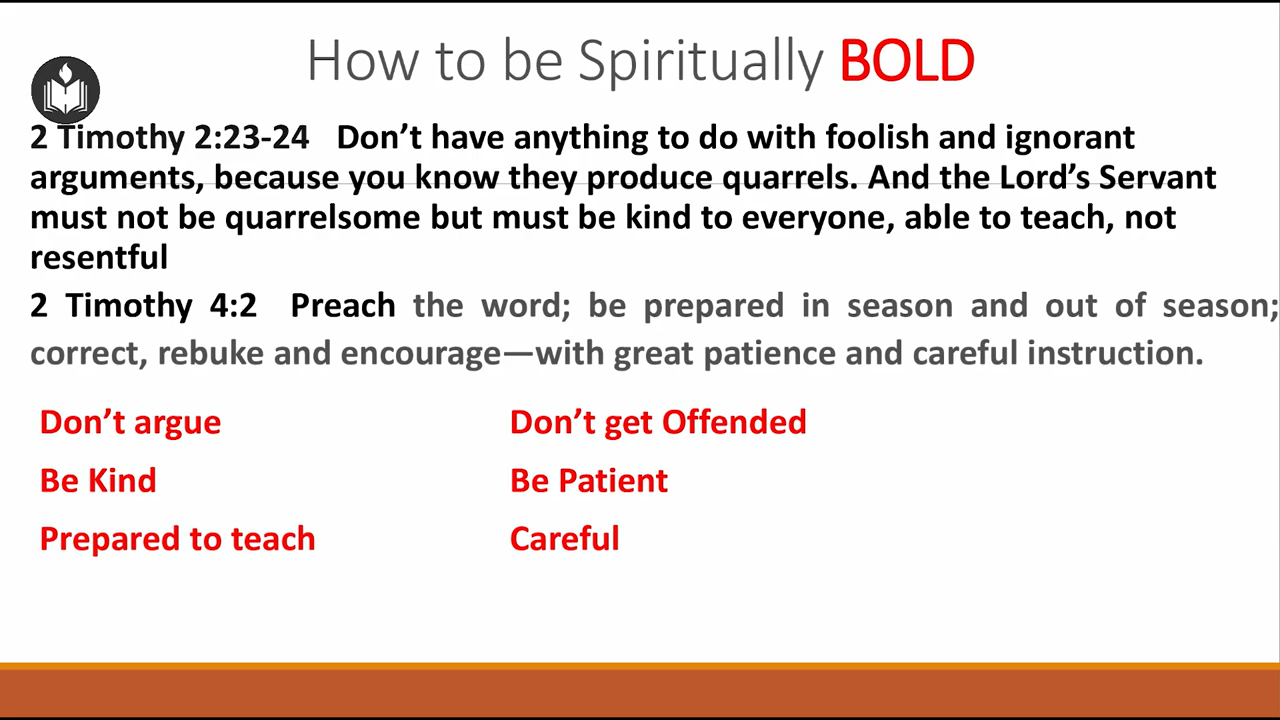 How to be Spiritually BOLD
2 Timothy 2:23-24 Don’t have anything to do with foolish and ignorant
arguments, because you know they produce quarrels. And the Lord’s Servant
must not be quarrelsome but must be kind to everyone, able to teach, not
resentful
2 Timothy 4:2 Preach the word; be prepared in season and out of season;
correct, rebuke and encourage—with great patience and careful instruction.
Don’t argue
Be Kind
Prepared to teach
Don’t get Offended
Be Patient
Careful